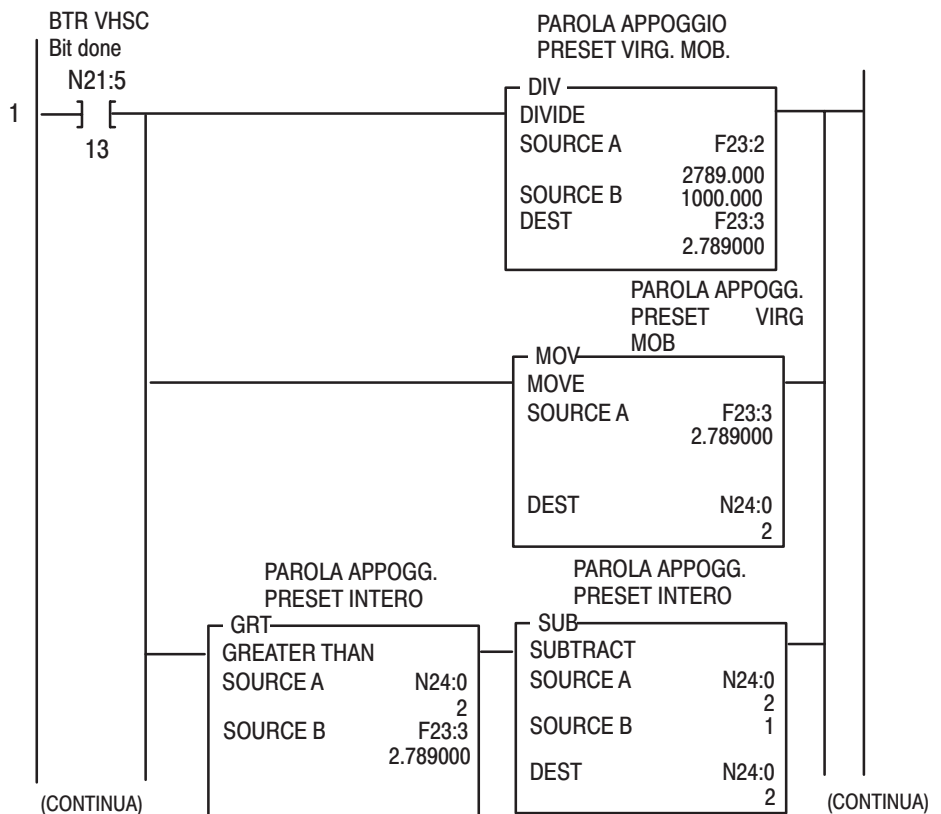 BTR VHSC
Bit done
N21:5
1
13
PAROLA APPOGGIO
PRESET VIRG. MOB.
DIV
DIVIDE
SOURCE A F23:2
2789.000
SOURCE B 1000.000
DEST F23:3
2.789000
PAROLA APPOGG.
PRESET VIRG
MOB
MOV
MOVE
SOURCE A F23:3
2.789000
DEST N24:0
2
PAROLA APPOGG.
PRESET INTERO
GRT
GREATER THAN
SOURCE A N24:0
2
SOURCE B F23:3
2.789000
PAROLA APPOGG.
PRESET INTERO
SUB
SUBTRACT
SOURCE A N24:0
2
SOURCE B 1
DEST N24:0
2
(CONTINUA)
(CONTINUA)